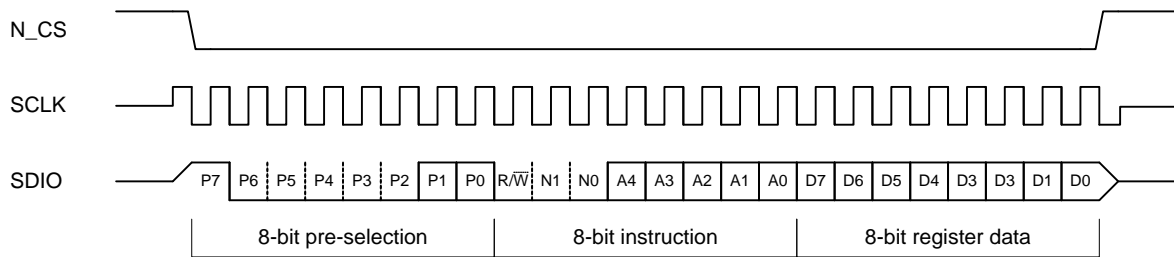 N_CS
SCLK
SDIO P7 P6 P5 P4 P3 P2 P1 P0 R/W̅ N1 N0 A4 A3 A2 A1 A0 D7 D6 D5 D4 D3 D3 D1 D0
8-bit pre-selection 8-bit instruction 8-bit register data